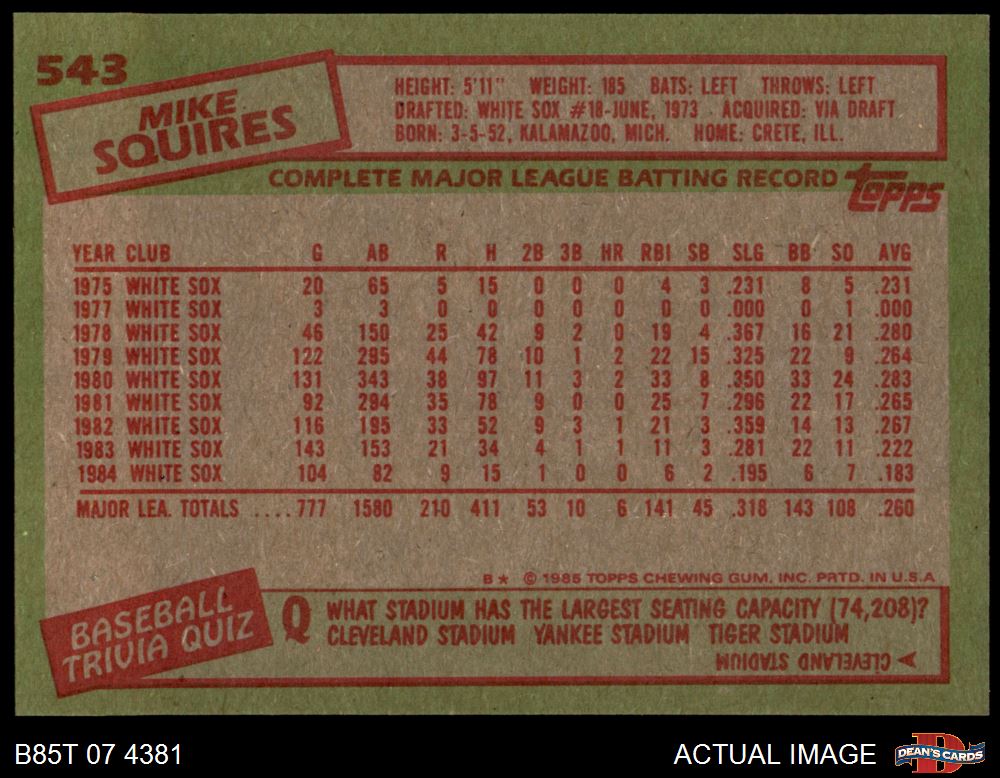 543
MIKE
SQUIRES
HEIGHT: 5'11" WEIGHT: 185 BATS: LEFT THROWS: LEFT
DRAFTED: WHITE SOX #18-JUNE, 1973 ACQUIRED: VIA DRAFT
BORN: 3-5-52, KALAMAZOO, MICH. HOME: CRETE, ILL.
COMPLETE MAJOR LEAGUE BATTING RECORD topps
YEAR CLUB G AB R H 2B 3B HR RBI SB SLG BB SO AVG
1975 WHITE SOX 20 65 5 15 0 0 0 4 3 .231 8 5 .231
1977 WHITE SOX 3 3 0 0 0 0 0 0 0 .000 0 1 .000
1978 WHITE SOX 46 150 25 42 9 2 0 19 4 .367 16 21 .280
1979 WHITE SOX 122 295 44 78 10 1 2 22 15 .325 22 9 .264
1980 WHITE SOX 131 343 38 97 11 3 2 33 8 .350 33 24 .283
1981 WHITE SOX 92 294 35 78 9 0 0 25 7 .296 22 17 .265
1982 WHITE SOX 116 195 33 52 9 3 1 21 3 .359 14 13 .267
1983 WHITE SOX 143 153 21 34 4 1 1 11 3 .281 22 11 .222
1984 WHITE SOX 104 82 9 15 1 0 0 6 2 .195 6 7 .183
MAJOR LEA. TOTALS ....777 1580 210 411 53 10 6 141 45 .318 143 108 .260
B* © 1985 TOPPS CHEWING GUM, INC. PRTD. IN U.S.A
BASEBALL
TRIVIA QUIZ
Q WHAT STADIUM HAS THE LARGEST SEATING CAPACITY (74,208)?
CLEVELAND STADIUM YANKEE STADIUM TIGER STADIUM
A CLEVELAND STADIUM
B85T 07 4381
ACTUAL IMAGE
DEAN'S CARDS